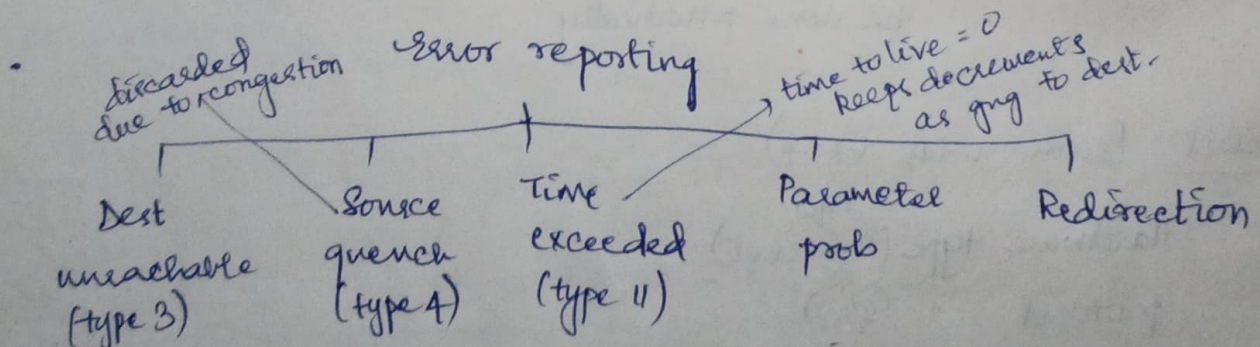 Error reporting
discarded
due to congestion
time to live = 0
keeps decrements
as gng to dest.
Dest
unreachable
(type 3)
Source
quench
(type 4)
Time
exceeded
(type 11)
Parameter
prob
Redirection